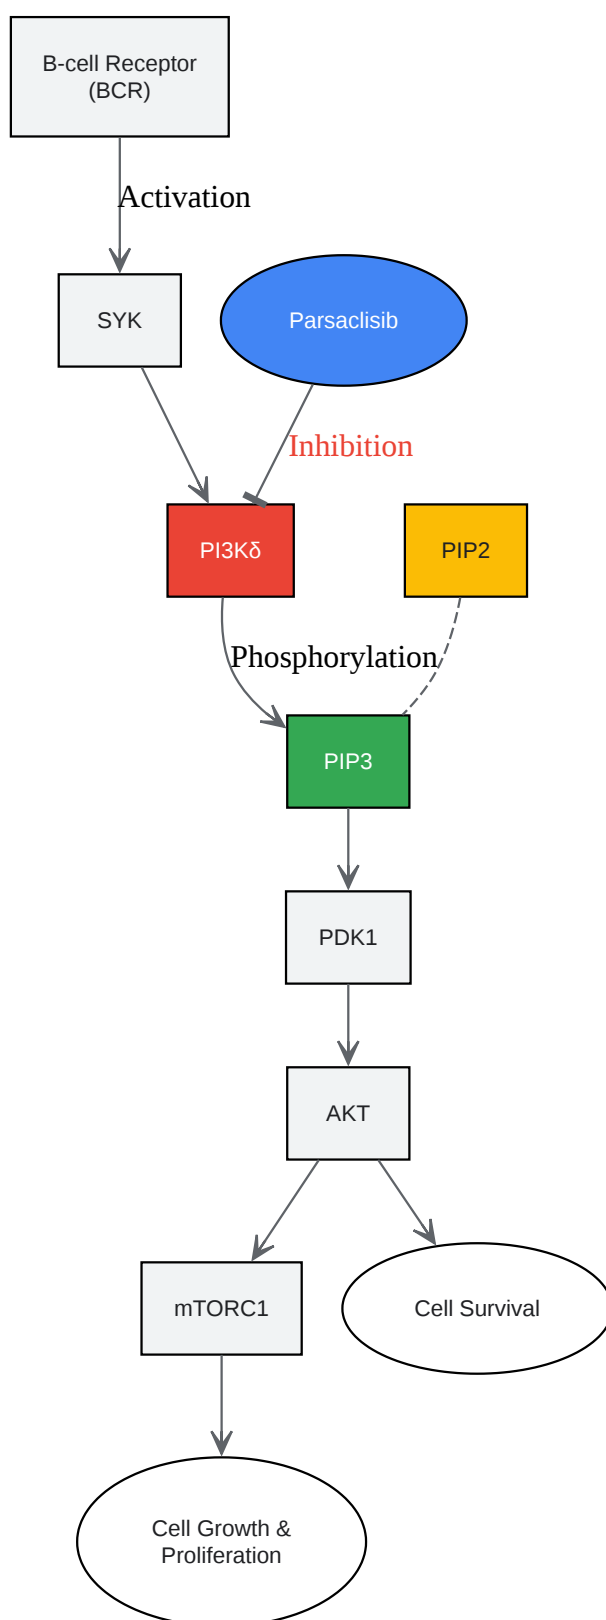 B-cell Receptor
(BCR)
Activation
SYK
Parsaclisib
Inhibition
PI3Kδ
PIP2
Phosphorylation
PIP3
PDK1
AKT
mTORC1
Cell Survival
Cell Growth &
Proliferation